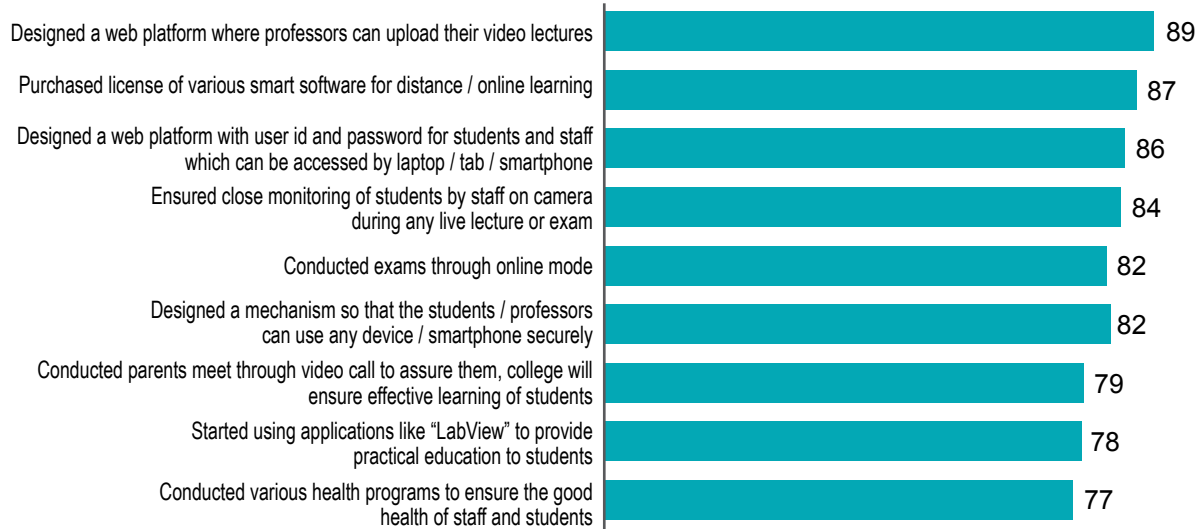 Designed a web platform where professors can upload their video lectures
89
Purchased license of various smart software for distance / online learning
87
Designed a web platform with user id and password for students and staff
which can be accessed by laptop / tab / smartphone
86
Ensured close monitoring of students by staff on camera
during any live lecture or exam
84
Conducted exams through online mode
82
Designed a mechanism so that the students / professors
can use any device / smartphone securely
82
Conducted parents meet through video call to assure them, college will
ensure effective learning of students
79
Started using applications like “LabView” to provide
practical education to students
78
Conducted various health programs to ensure the good
health of staff and students
77